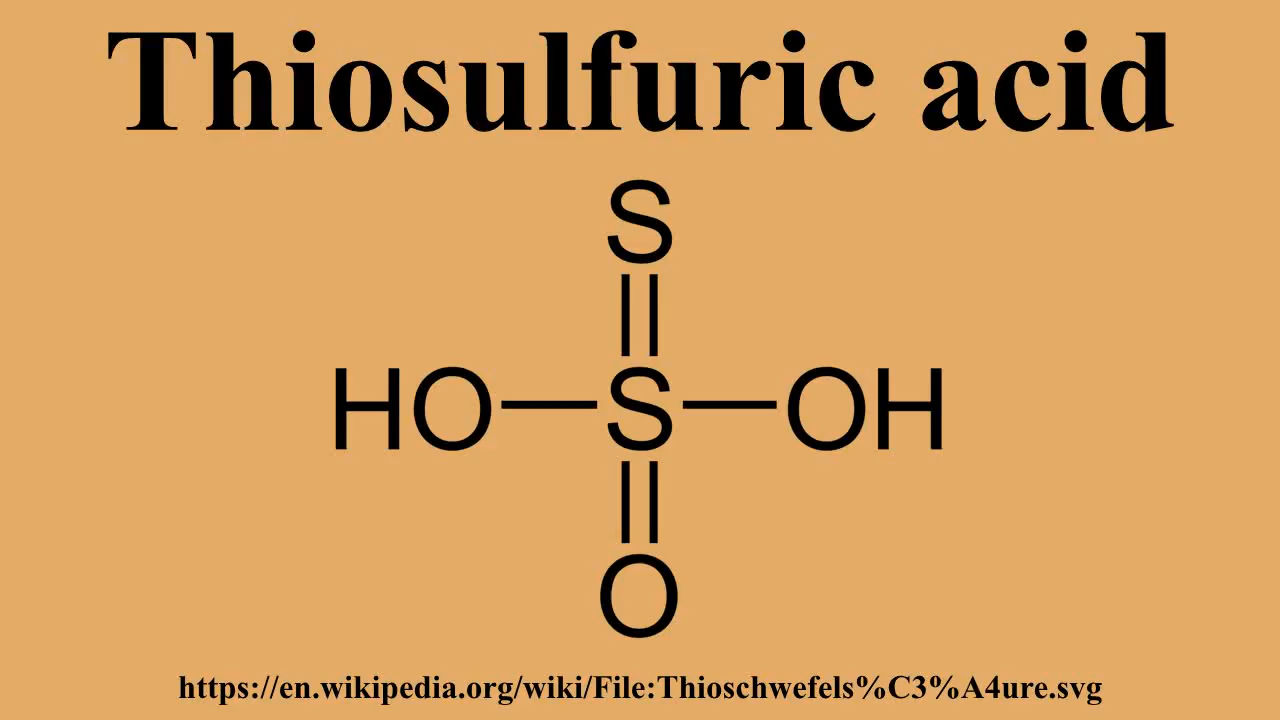 Thiosulfuric acid
S
HO S OH
O
https://en.wikipedia.org/wiki/File:Thioschwefels%C3%A4ure.svg